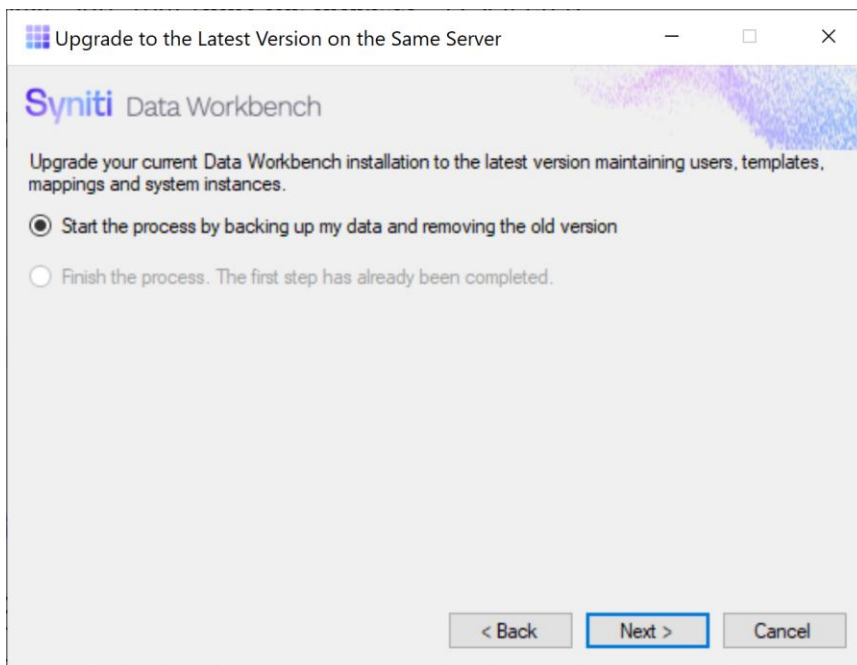 Upgrade to the Latest Version on the Same Server
Syniti Data Workbench
Upgrade your current Data Workbench installation to the latest version maintaining users, templates,
mappings and system instances.
Start the process by backing up my data and removing the old version
Finish the process. The first step has already been completed.
< Back Next > Cancel